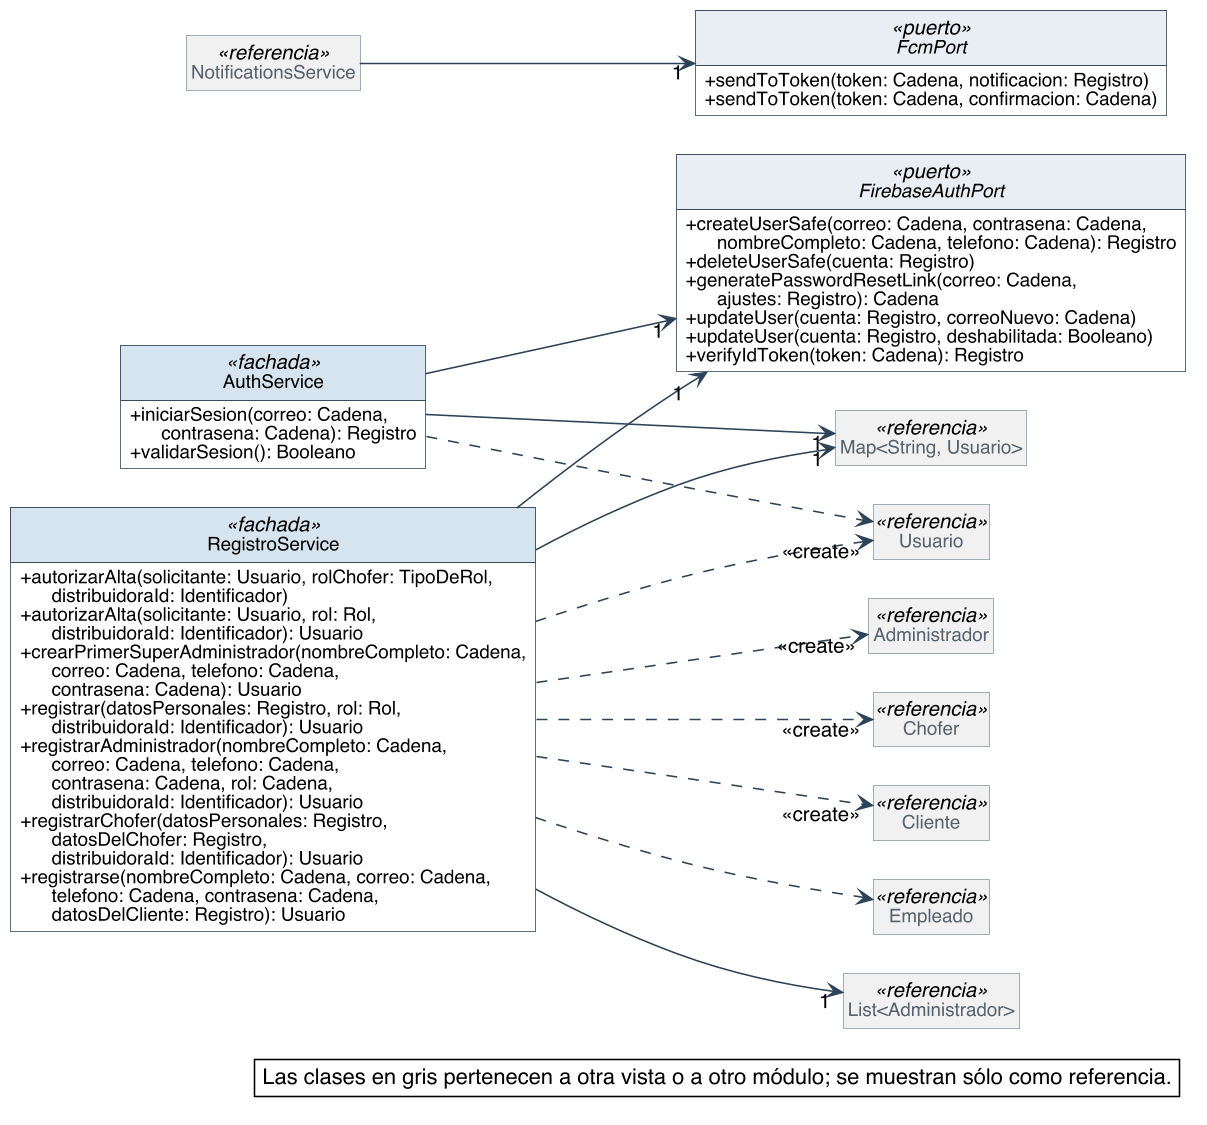 «referencia»
NotificationsService
1
«puerto»
FcmPort
+sendToToken(token: Cadena, notificacion: Registro)
+sendToToken(token: Cadena, confirmacion: Cadena)
«puerto»
FirebaseAuthPort
+createUserSafe(correo: Cadena, contrasena: Cadena,
nombreCompleto: Cadena, telefono: Cadena): Registro
+deleteUserSafe(cuenta: Registro)
+generatePasswordResetLink(correo: Cadena,
ajustes: Registro): Cadena
+updateUser(cuenta: Registro, correoNuevo: Cadena)
+updateUser(cuenta: Registro, deshabilitada: Booleano)
+verifyIdToken(token: Cadena): Registro
1
1
«fachada»
AuthService
+iniciarSesion(correo: Cadena,
contrasena: Cadena): Registro
+validarSesion(): Booleano
1
1
«referencia»
Map<String, Usuario>
«referencia»
Usuario
«create»
«fachada»
RegistroService
+autorizarAlta(solicitante: Usuario, rolChofer: TipoDeRol,
distribuidoraId: Identificador)
+autorizarAlta(solicitante: Usuario, rol: Rol,
distribuidoraId: Identificador): Usuario
+crearPrimerSuperAdministrador(nombreCompleto: Cadena,
correo: Cadena, telefono: Cadena,
contrasena: Cadena): Usuario
+registrar(datosPersonales: Registro, rol: Rol,
distribuidoraId: Identificador): Usuario
+registrarAdministrador(nombreCompleto: Cadena,
correo: Cadena, telefono: Cadena,
contrasena: Cadena, rol: Cadena,
distribuidoraId: Identificador): Usuario
+registrarChofer(datosPersonales: Registro,
datosDelChofer: Registro,
distribuidoraId: Identificador): Usuario
+registrarse(nombreCompleto: Cadena, correo: Cadena,
telefono: Cadena, contrasena: Cadena,
datosDelCliente: Registro): Usuario
«referencia»
Administrador
«create»
«referencia»
Chofer
«create»
«referencia»
Cliente
«create»
«referencia»
Empleado
1
«referencia»
List<Administrador>
Las clases en gris pertenecen a otra vista o a otro módulo; se muestran sólo como referencia.